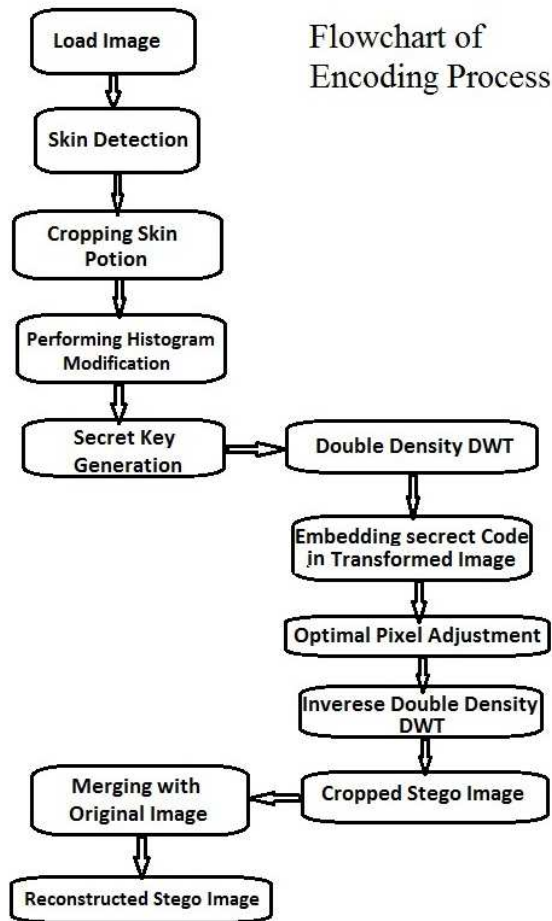 Flowchart of
Encoding Process
Load Image
Skin Detection
Cropping Skin
Potion
Performing Histogram
Modification
Secret Key
Generation
Double Density DWT
Embedding secrect Code
in Transformed Image
Optimal Pixel Adjustment
Inverese Double Density
DWT
Cropped Stego Image
Merging with
Original Image
Reconstructed Stego Image